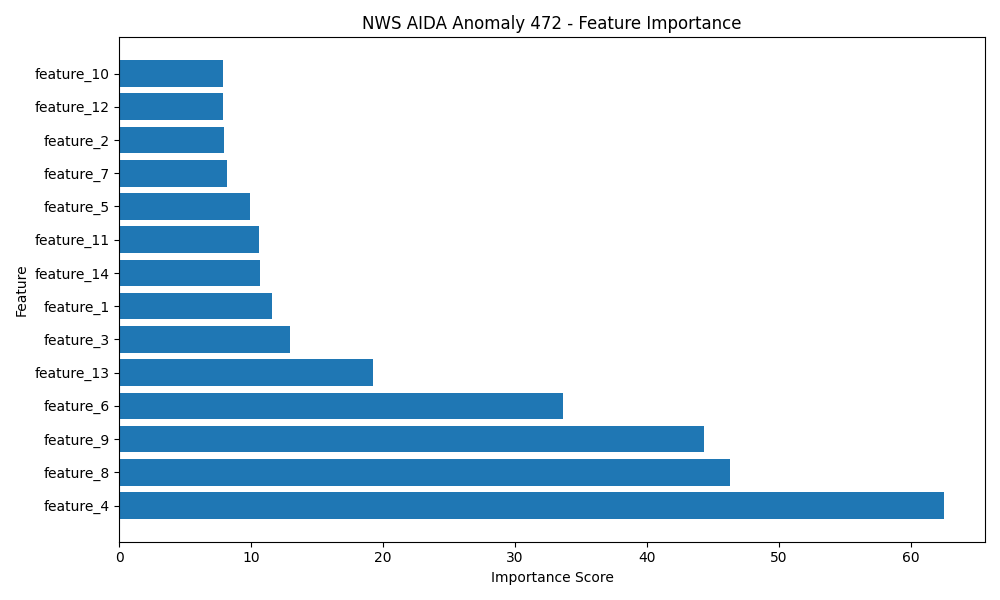 NWS AIDA Anomaly 472 - Feature Importance
Feature
feature_10
feature_12
feature_2
feature_7
feature_5
feature_11
feature_14
feature_1
feature_3
feature_13
feature_6
feature_9
feature_8
feature_4
0 10 20 30 40 50 60
Importance Score